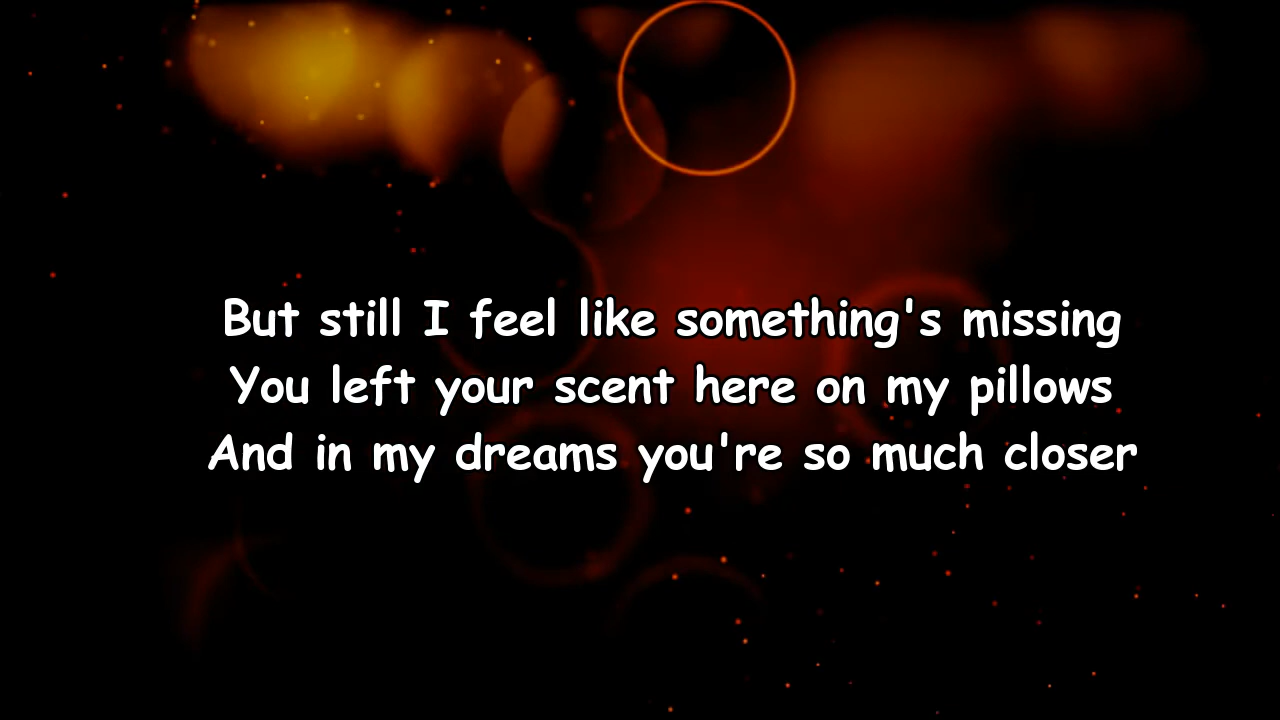 But still I feel like something's missing
You left your scent here on my pillows
And in my dreams you're so much closer